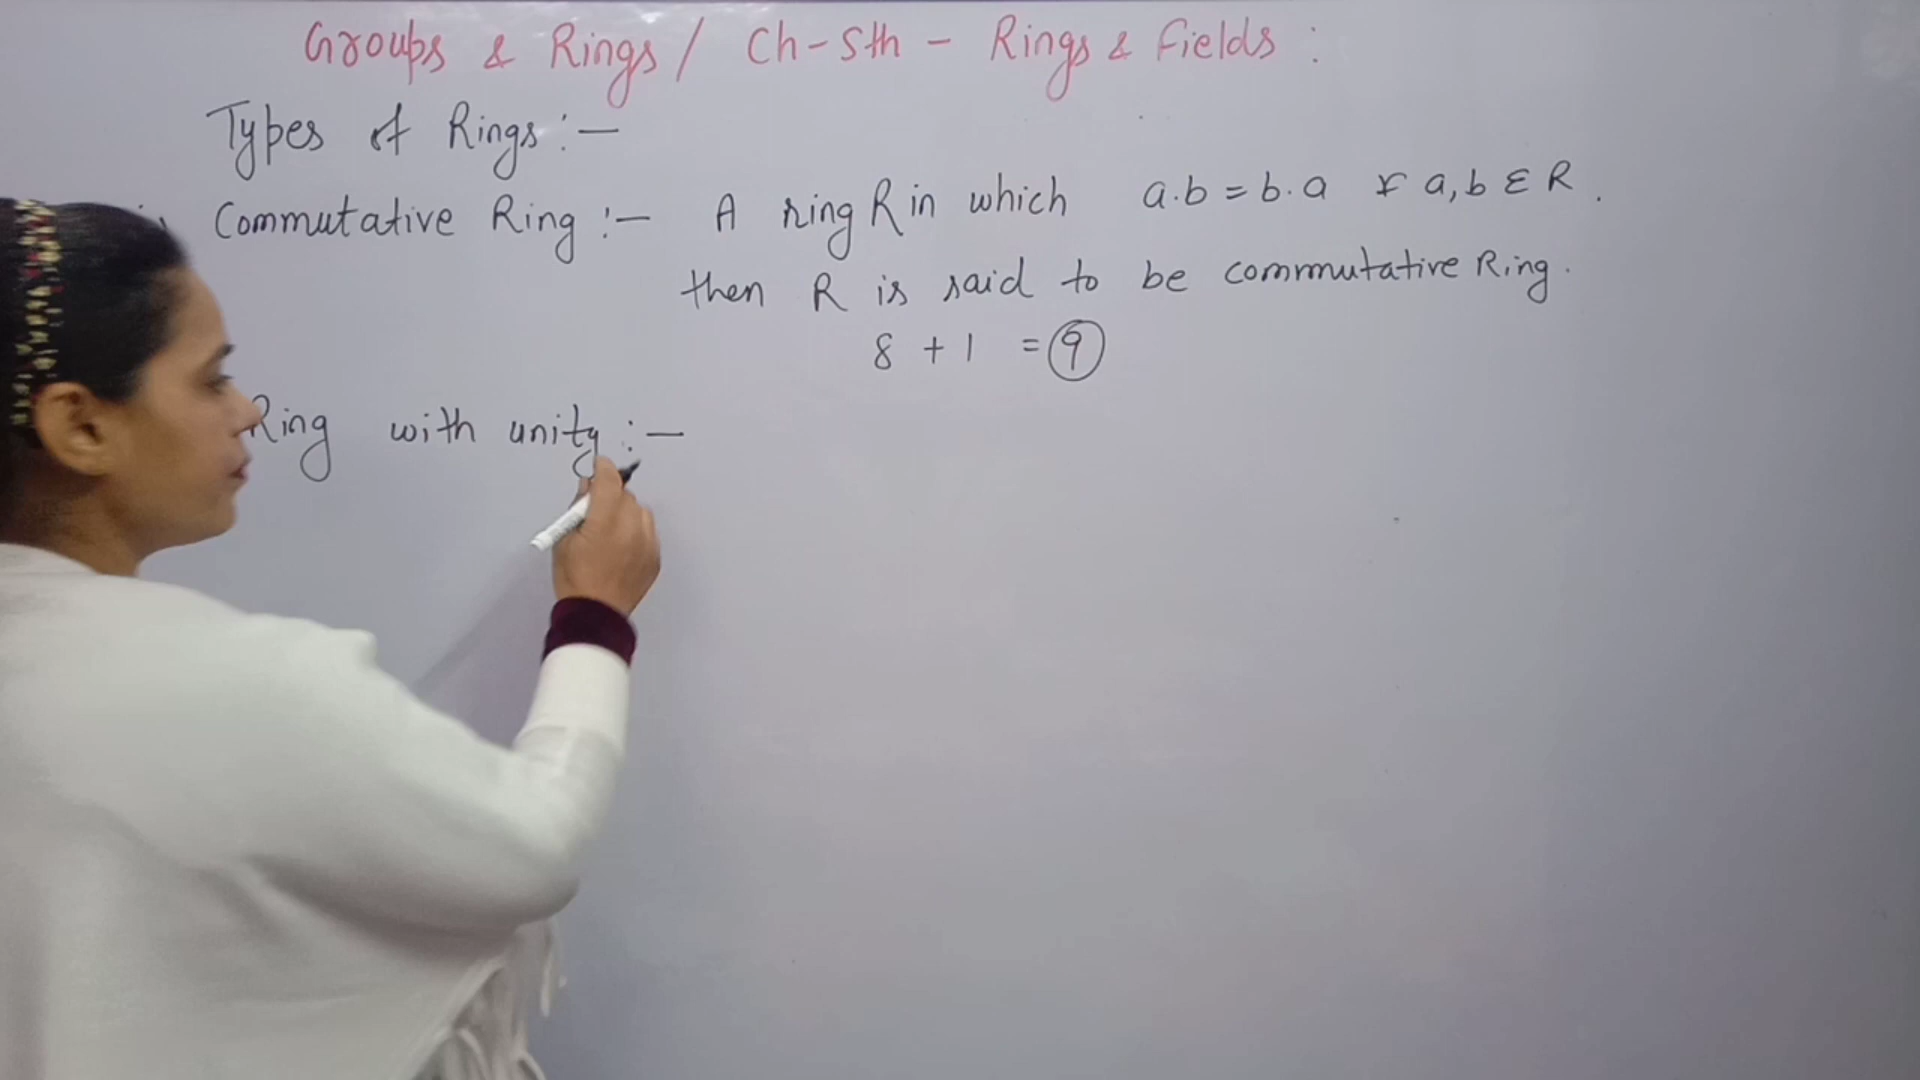 Groups & Rings / Ch-5th - Rings & Fields :
Types of Rings :-
Commutative Ring :- A ring R in which a.b = b.a ∀ a, b ∈ R .
then R is said to be commutative Ring .
8 + 1 = 9
Ring with unity :-